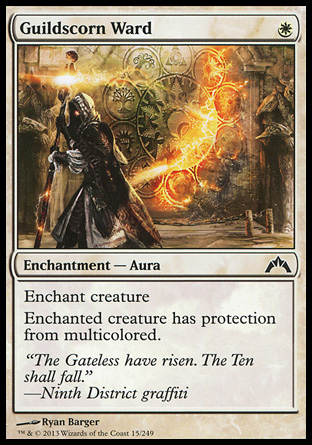 Guildscorn Ward
Enchantment — Aura
Enchant creature
Enchanted creature has protection
from multicolored.
"The Gateless have risen. The Ten
shall fall."
—Ninth District graffiti
Ryan Barger
™ & © 2013 Wizards of the Coast 15/249